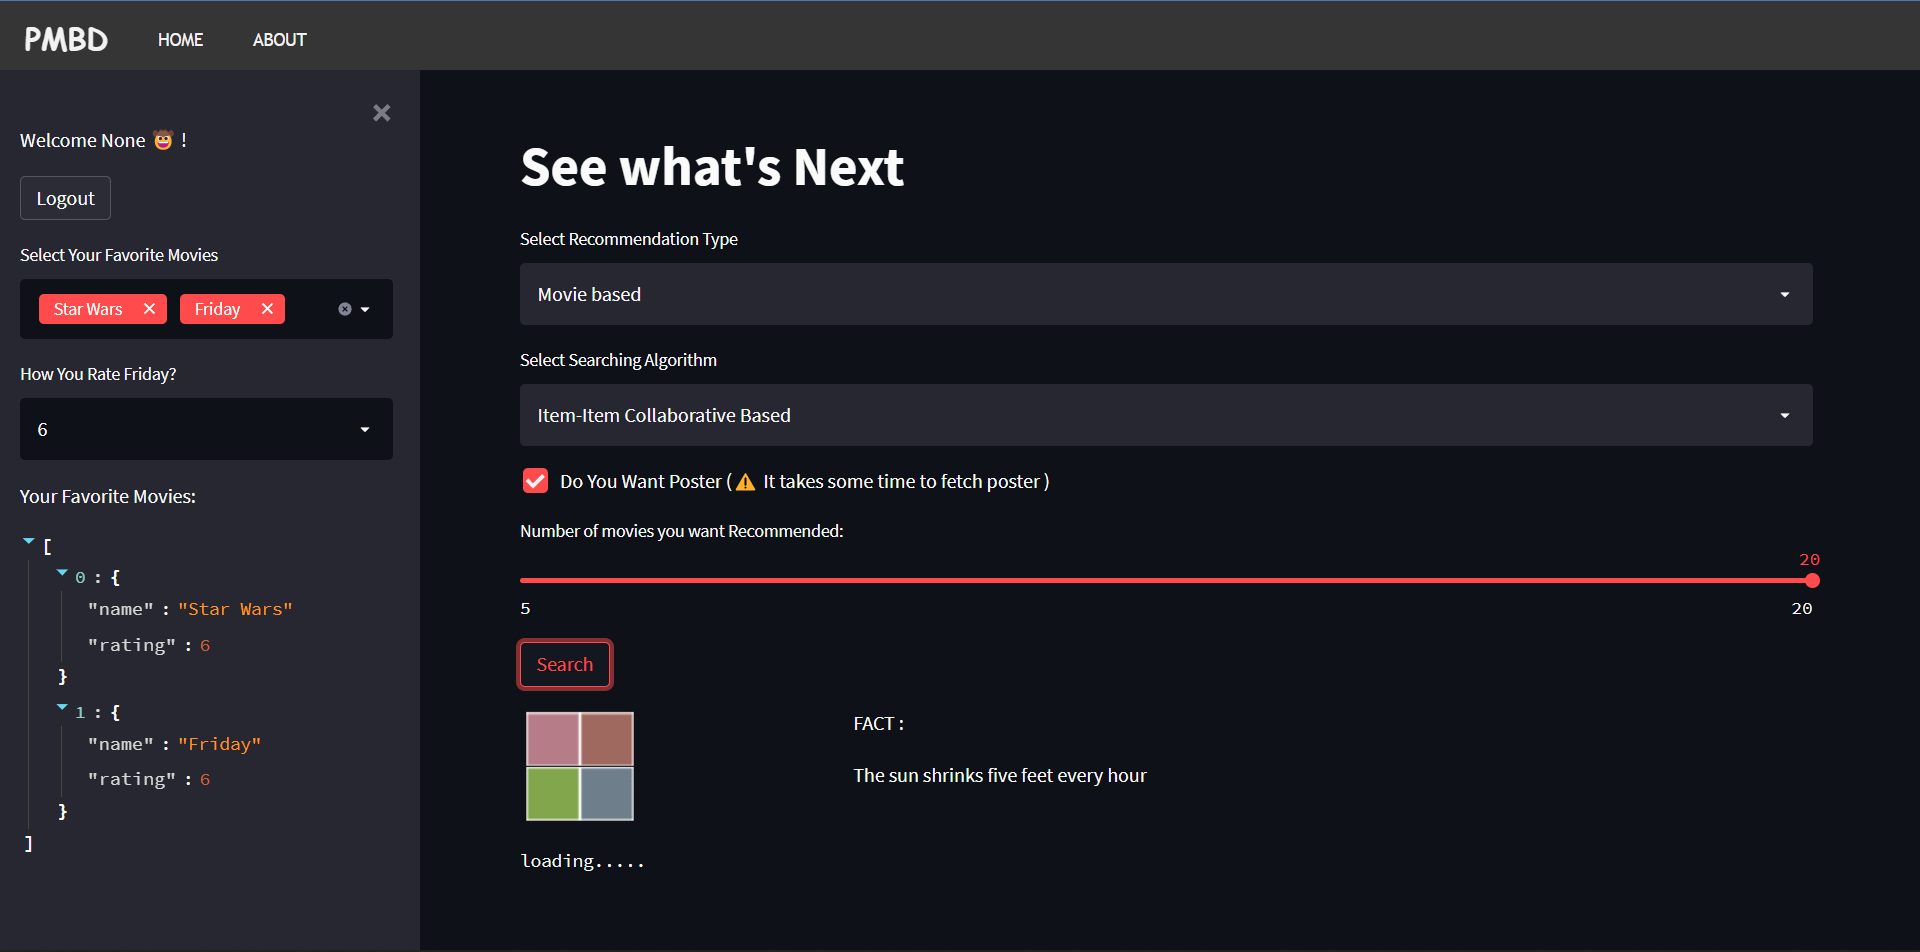 PMBD HOME ABOUT
Welcome None 🤠 !
Logout
Select Your Favorite Movies
Star Wars
Friday
How You Rate Friday?
6
Your Favorite Movies:
[
0 : {
"name" : "Star Wars"
"rating" : 6
}
1 : {
"name" : "Friday"
"rating" : 6
}
]
See what's Next
Select Recommendation Type
Movie based
Select Searching Algorithm
Item-Item Collaborative Based
Do You Want Poster ( ⚠️ It takes some time to fetch poster )
Number of movies you want Recommended:
20
5 20
Search
FACT :
The sun shrinks five feet every hour
loading.....